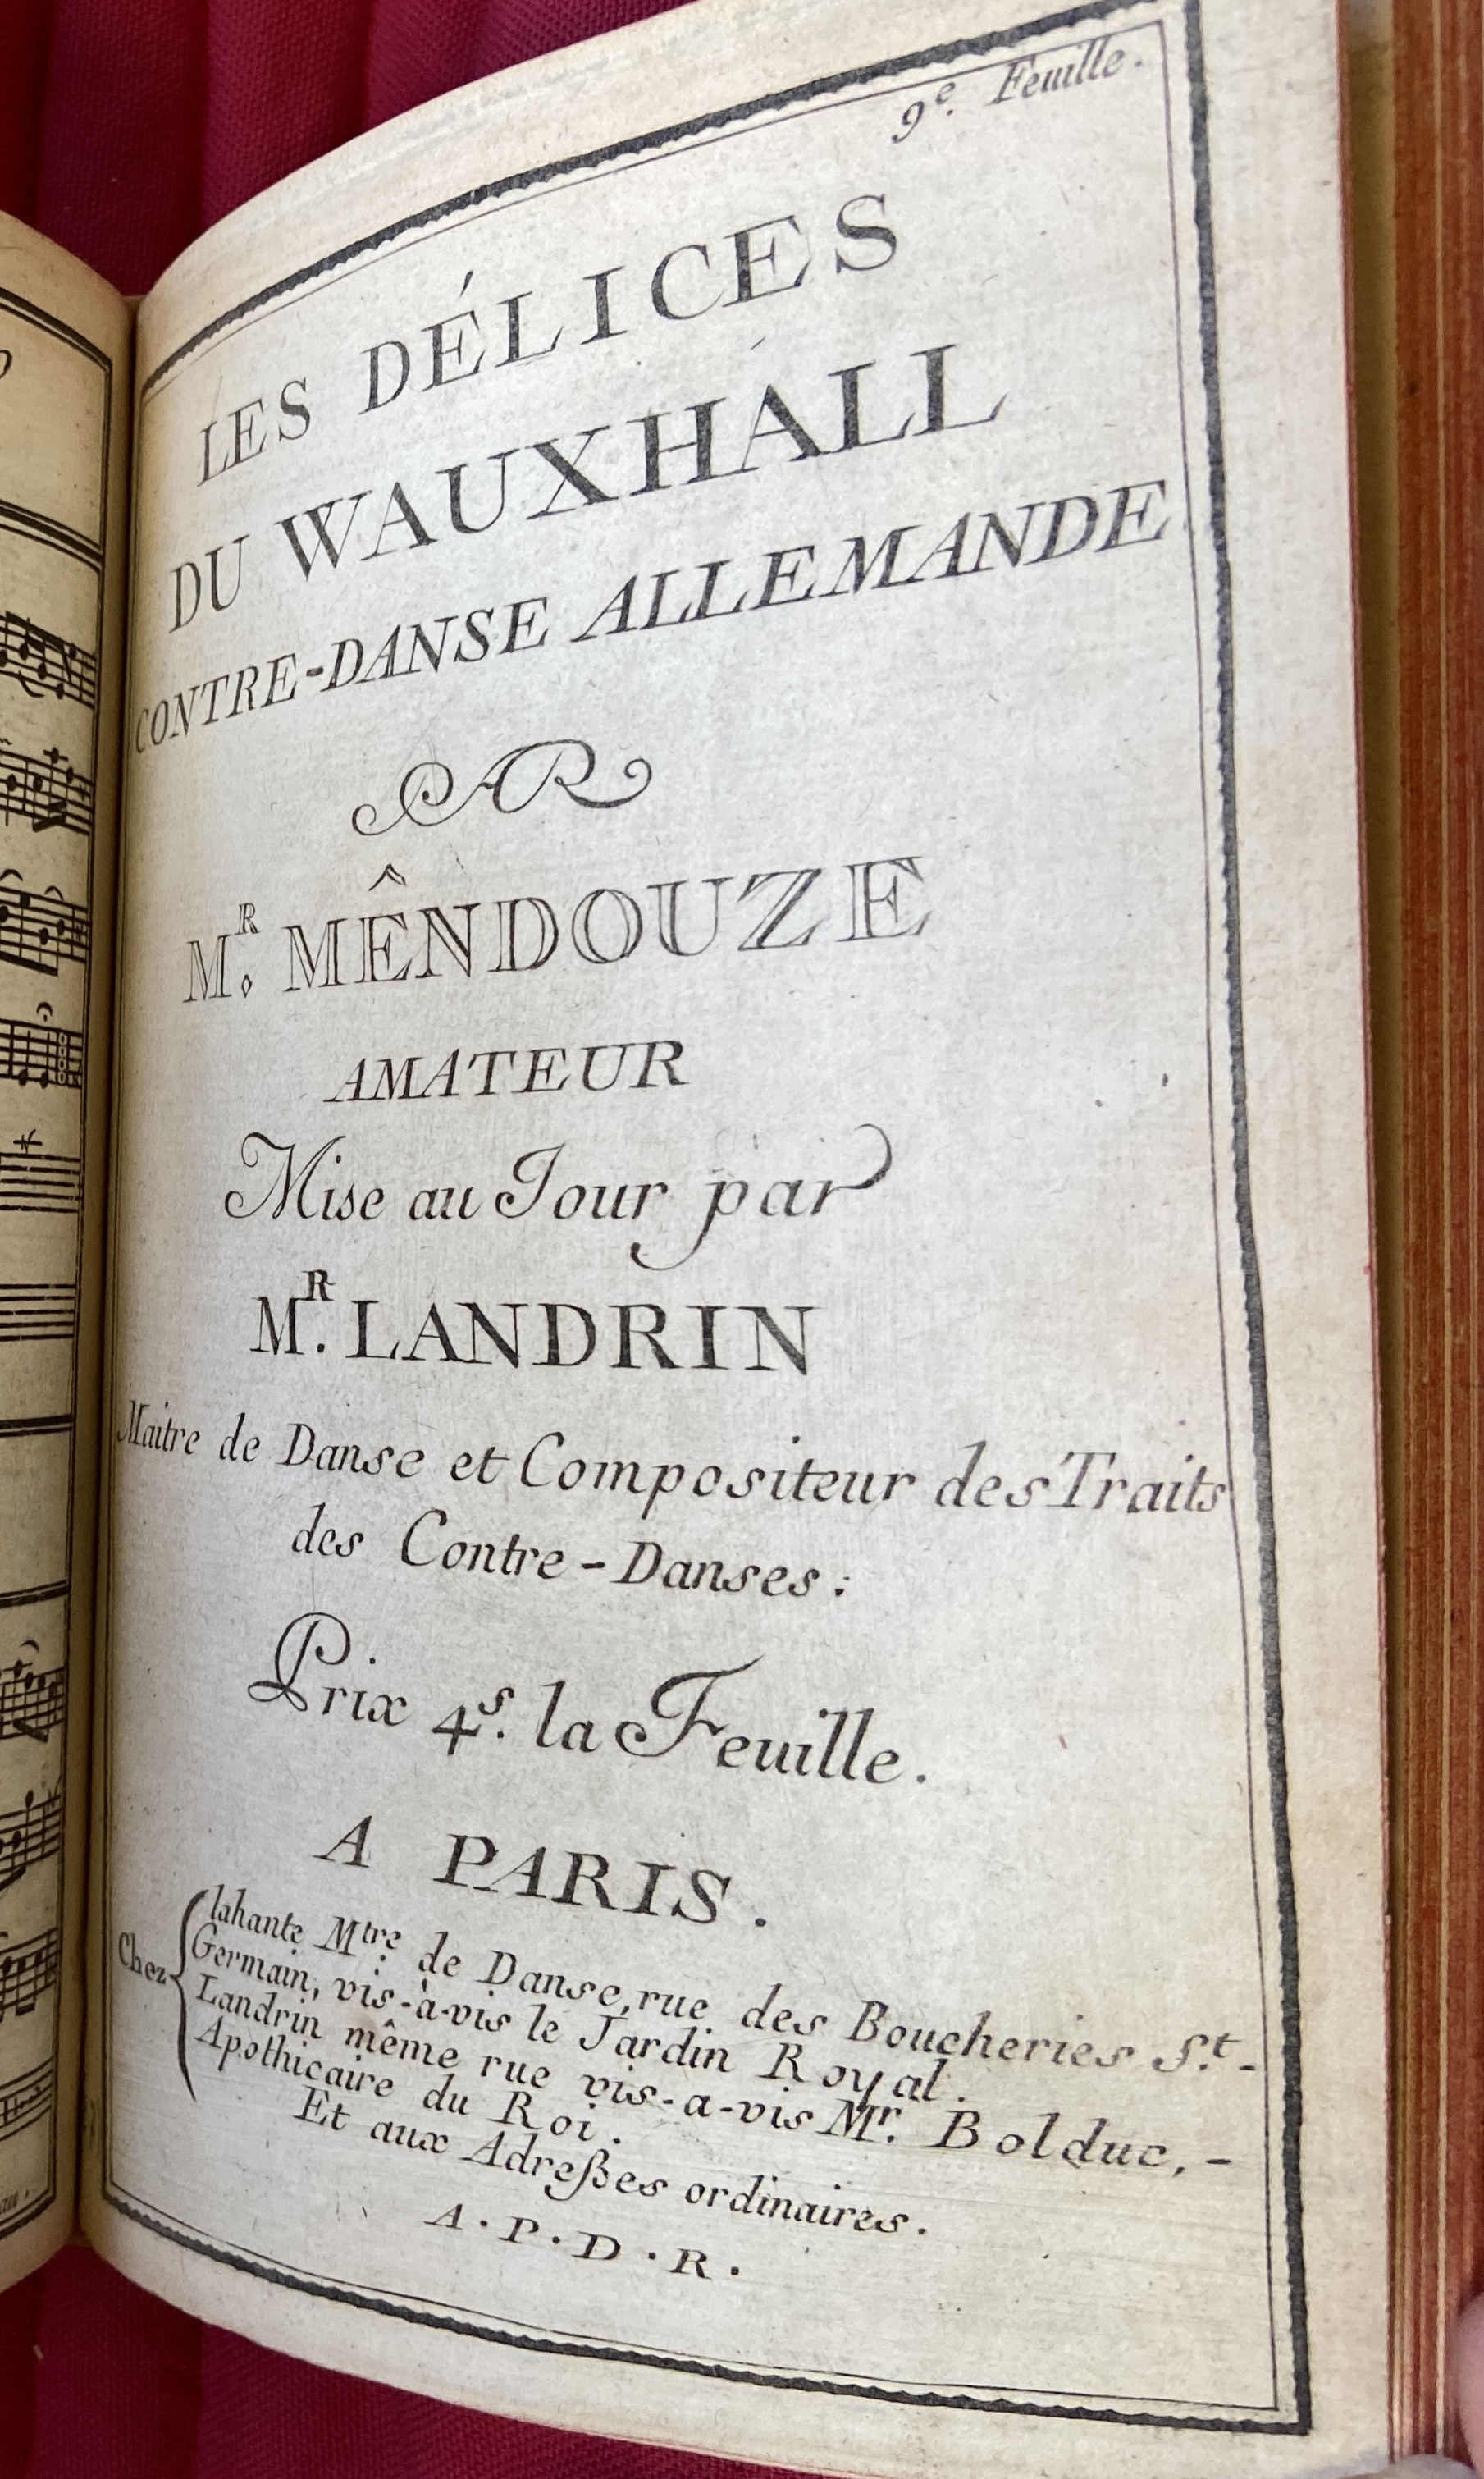 9e. Feuille.
LES DÉLICES
DU WAUXHALL
CONTRE-DANSE ALLEMANDE
PAR
MR. MÊNDOUZE
AMATEUR
Mise au Jour par
MR. LANDRIN
Maitre de Danse et Compositeur des Traits
des Contre-Danses:
Prix 4s. la Feuille.
A PARIS.
Chez
lahante Mtre. de Danse, rue des Boucheries St.-
Germain, vis-à-vis le Jardin Royal.
Landrin même rue vis-a-vis Mr. Bolduc,-
Apothicaire du Roi.
Et aux Adreßes ordinaires.
A.P.D.R.